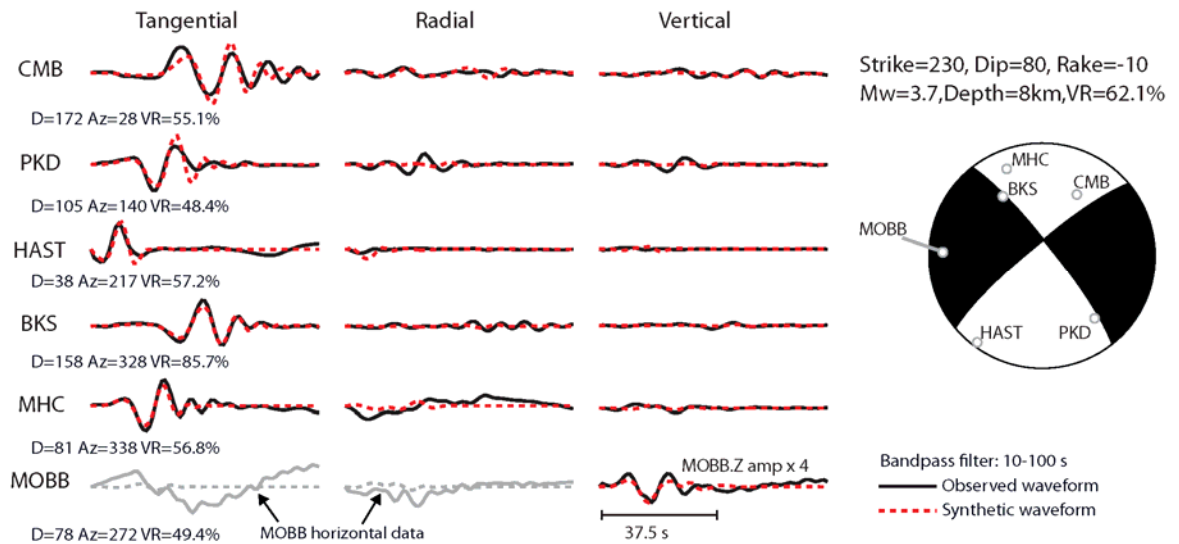 Tangential Radial Vertical
CMB
D=172 Az=28 VR=55.1%
PKD
D=105 Az=140 VR=48.4%
HAST
D=38 Az=217 VR=57.2%
BKS
D=158 Az=328 VR=85.7%
MHC
D=81 Az=338 VR=56.8%
MOBB
MOBB.Z amp x 4
D=78 Az=272 VR=49.4%
MOBB horizontal data
37.5 s
Strike=230, Dip=80, Rake=-10
Mw=3.7,Depth=8km,VR=62.1%
MHC
BKS
CMB
MOBB
HAST
PKD
Bandpass filter: 10-100 s
Observed waveform
Synthetic waveform